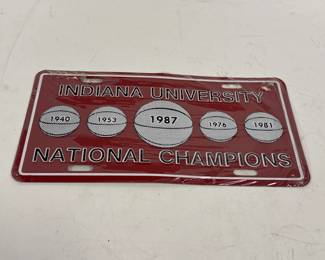 INDIANA UNIVERSITY
1940 1953 1987 1976 1981
NATIONAL CHAMPIONS